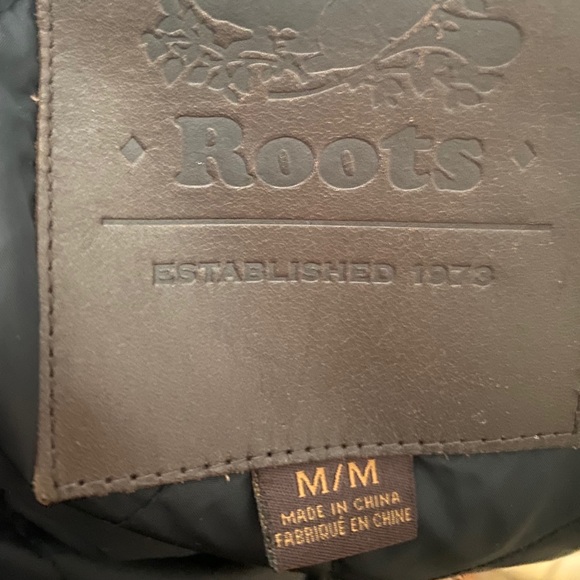 Roots
ESTABLISHED 1973
M/M
MADE IN CHINA
FABRIQUÉ EN CHINE